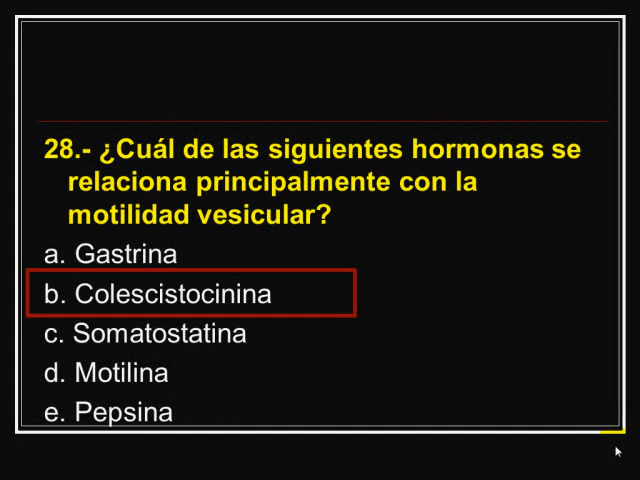 28.- ¿Cuál de las siguientes hormonas se
relaciona principalmente con la
motilidad vesicular?
a. Gastrina
b. Colescistocinina
c. Somatostatina
d. Motilina
e. Pepsina